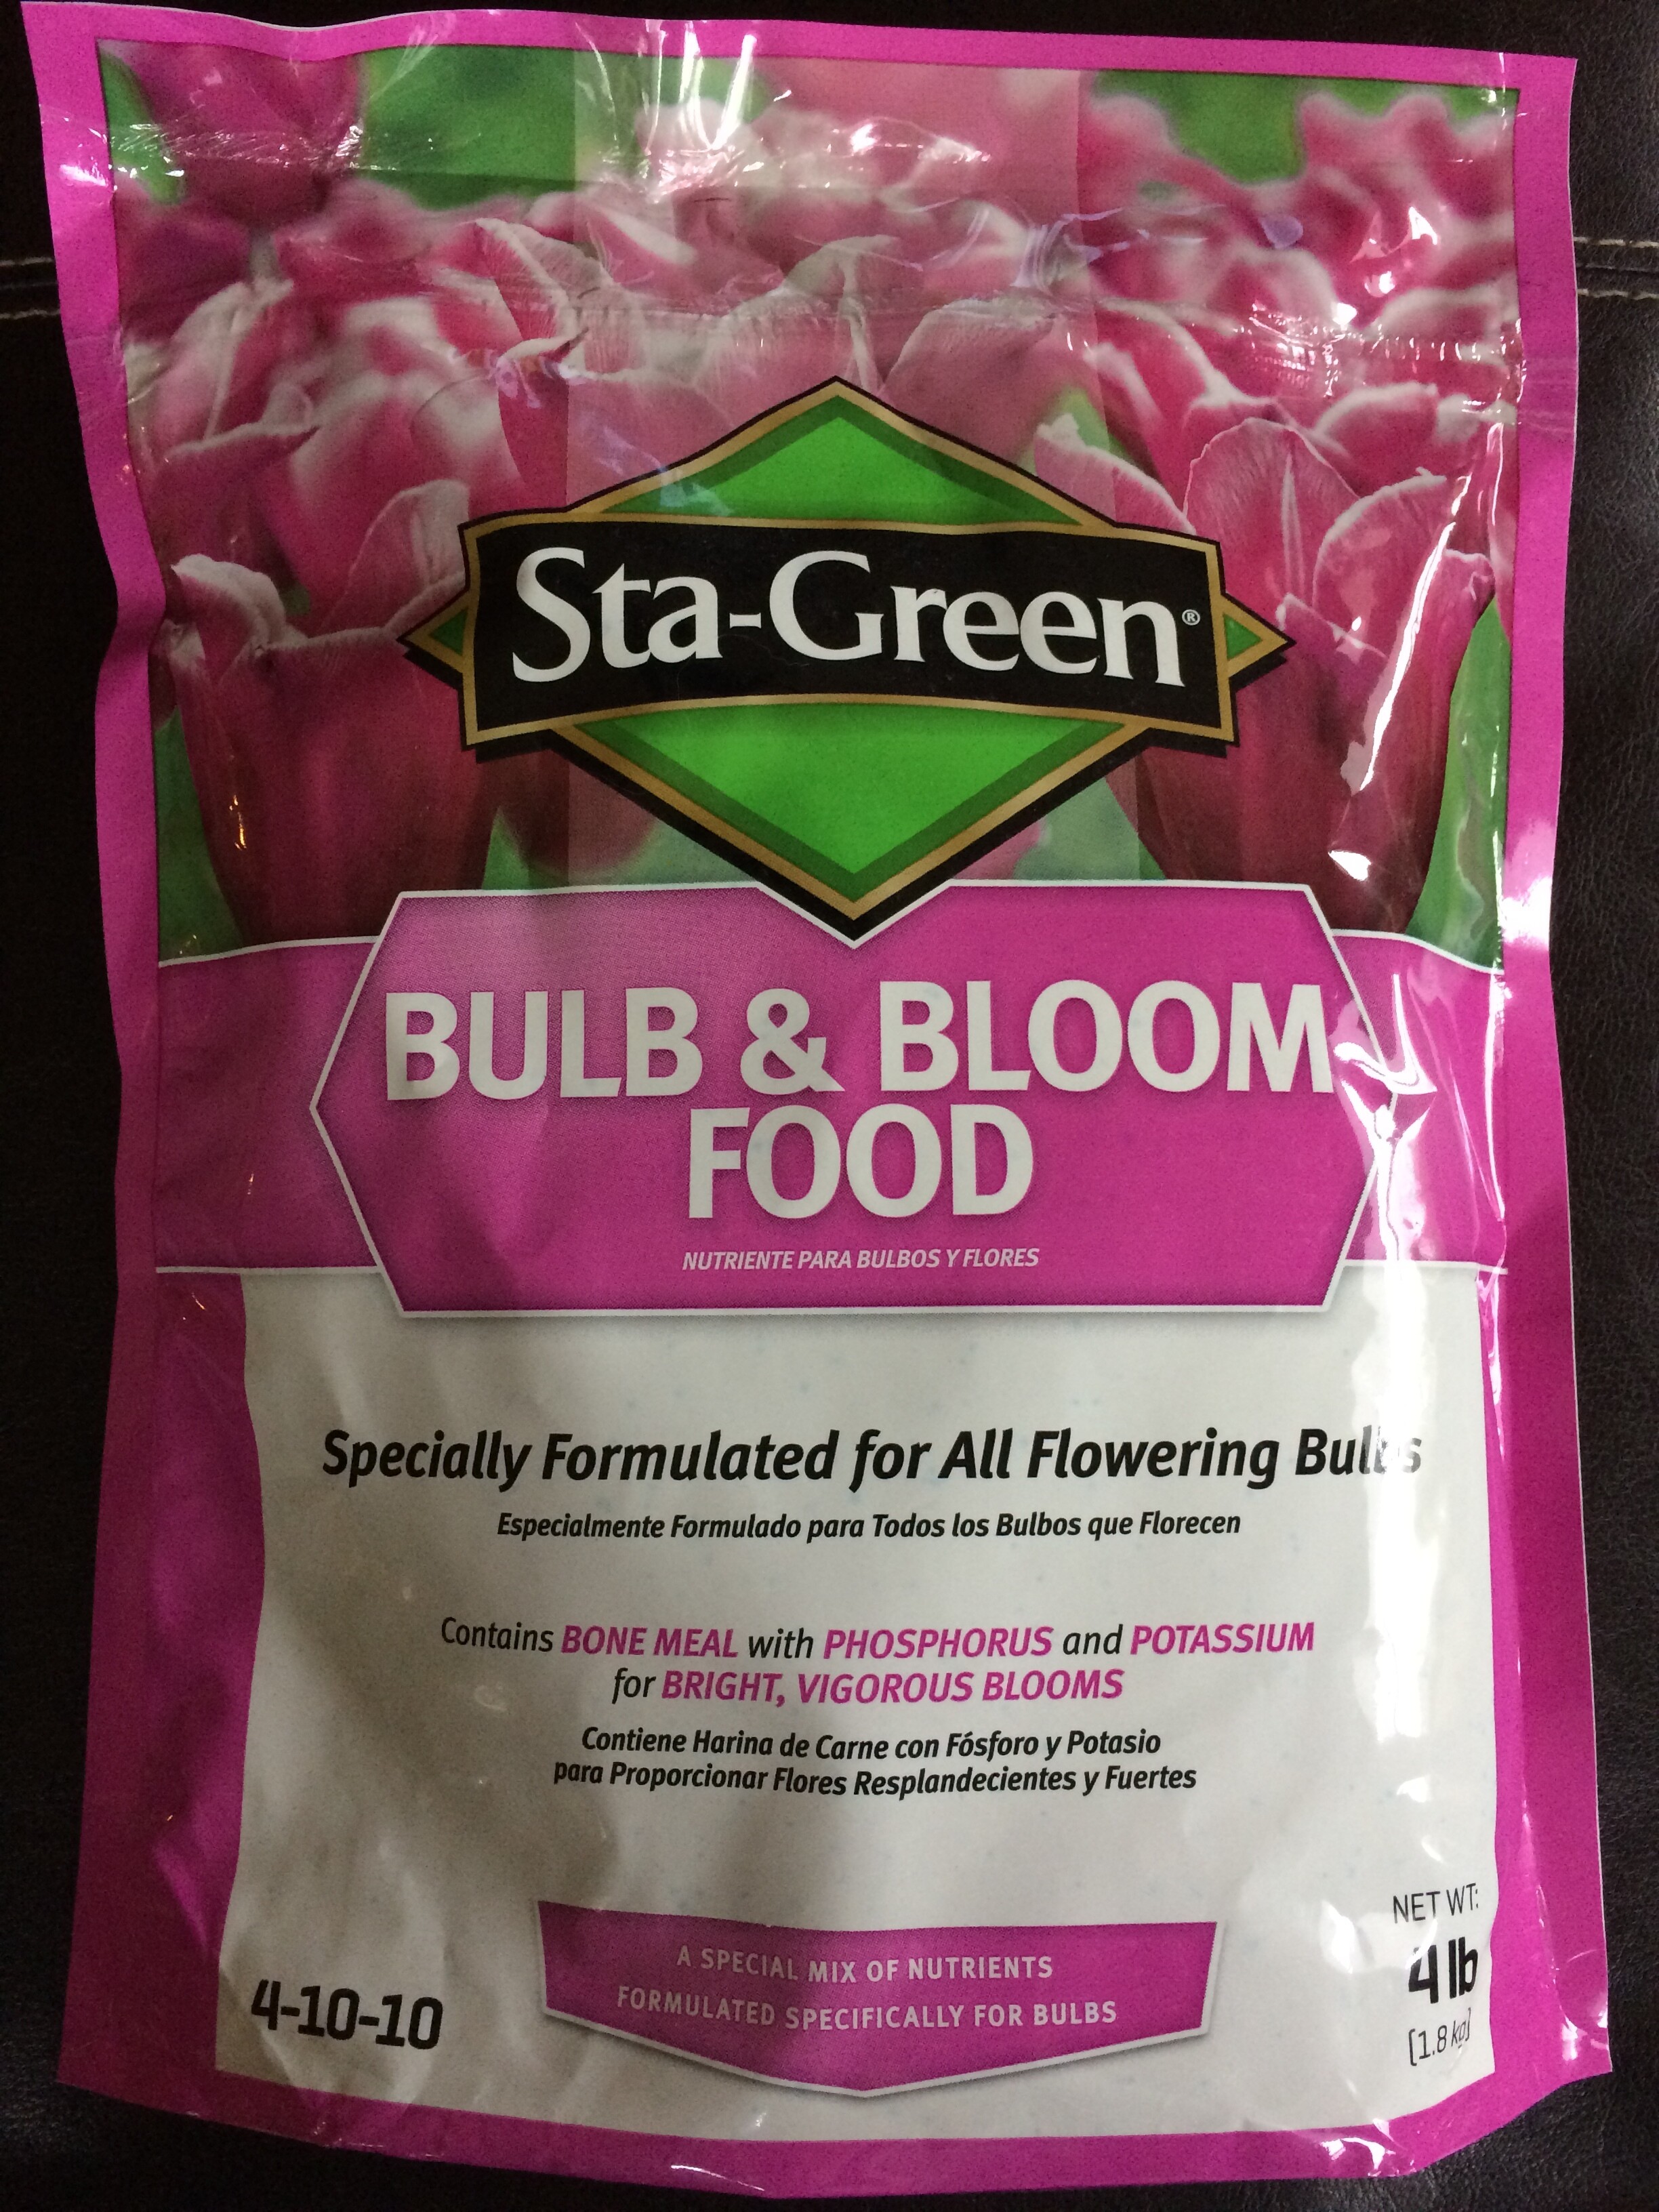 Sta-Green®
BULB & BLOOM
FOOD
NUTRIENTE PARA BULBOS Y FLORES
Specially Formulated for All Flowering Bulbs
Especialmente Formulado para Todos los Bulbos que Florecen
Contains BONE MEAL with PHOSPHORUS and POTASSIUM
for BRIGHT, VIGOROUS BLOOMS
Contiene Harina de Carne con Fósforo y Potasio
para Proporcionar Flores Resplandecientes y Fuertes
A SPECIAL MIX OF NUTRIENTS
FORMULATED SPECIFICALLY FOR BULBS
4-10-10
NET WT:
4 lb
[1.8 kg]